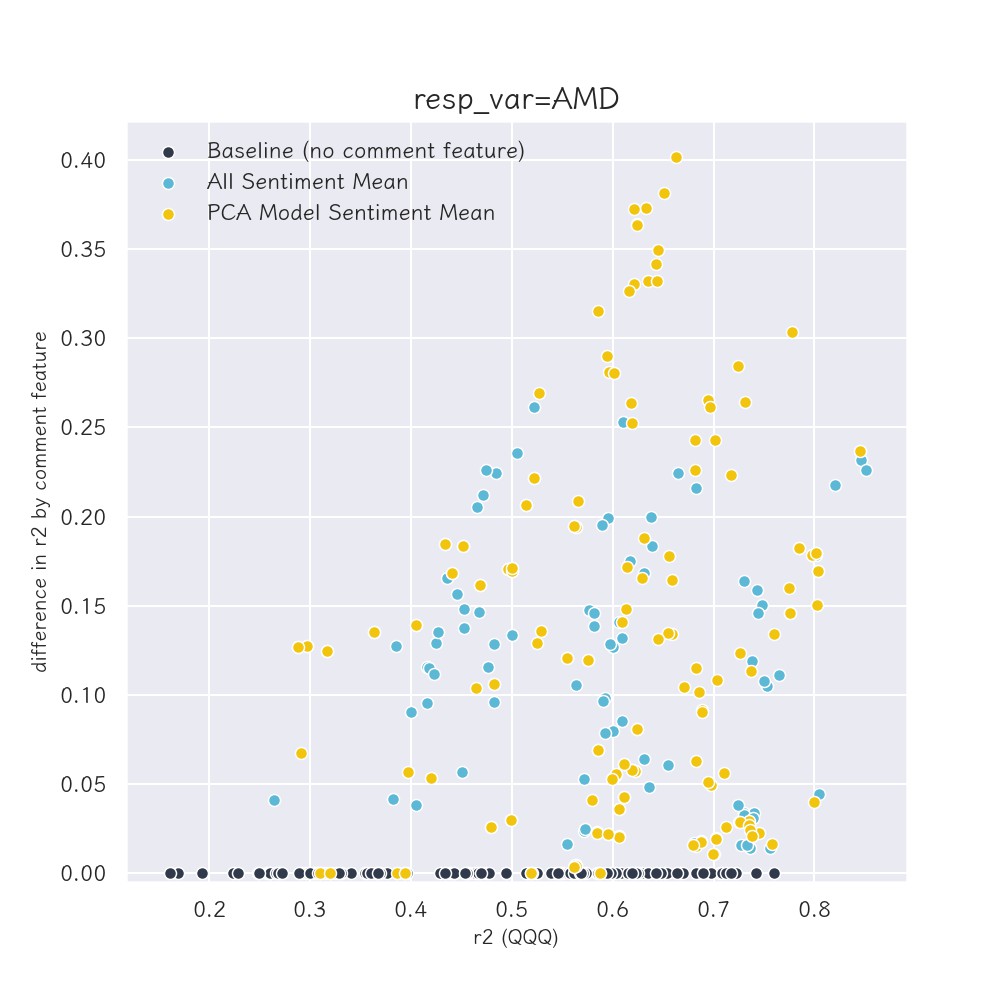 resp_var=AMD
Baseline (no comment feature)
All Sentiment Mean
PCA Model Sentiment Mean
difference in r2 by comment feature
0.40
0.35
0.30
0.25
0.20
0.15
0.10
0.05
0.00
0.2 0.3 0.4 0.5 0.6 0.7 0.8
r2 (QQQ)